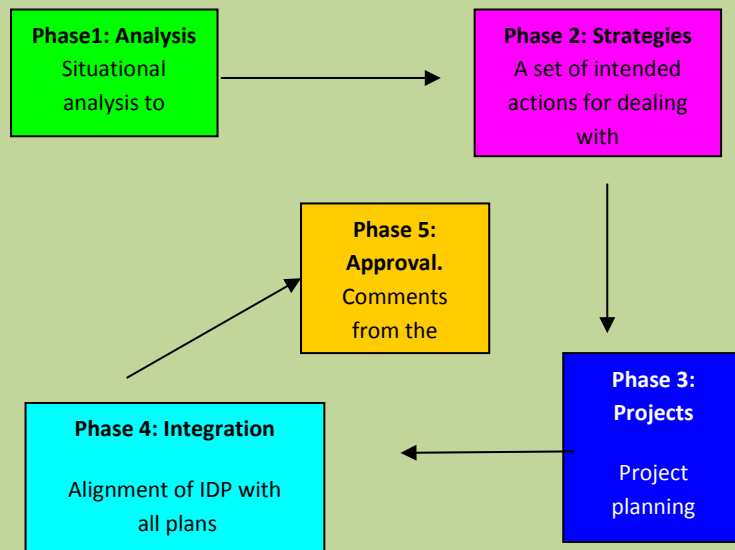 Phase1: Analysis
Situational
analysis to
Phase 2: Strategies
A set of intended
actions for dealing
with
Phase 3:
Projects
Project
planning
Phase 4: Integration
Alignment of IDP with
all plans
Phase 5:
Approval.
Comments
from the